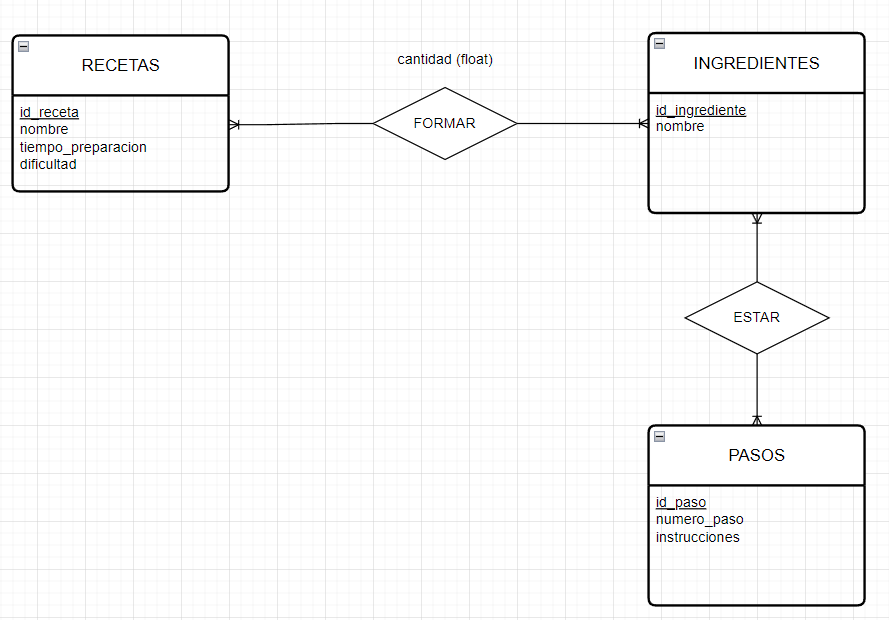 RECETAS
id_receta
nombre
tiempo_preparacion
dificultad
cantidad (float)
FORMAR
INGREDIENTES
id_ingrediente
nombre
ESTAR
PASOS
id_paso
numero_paso
instrucciones